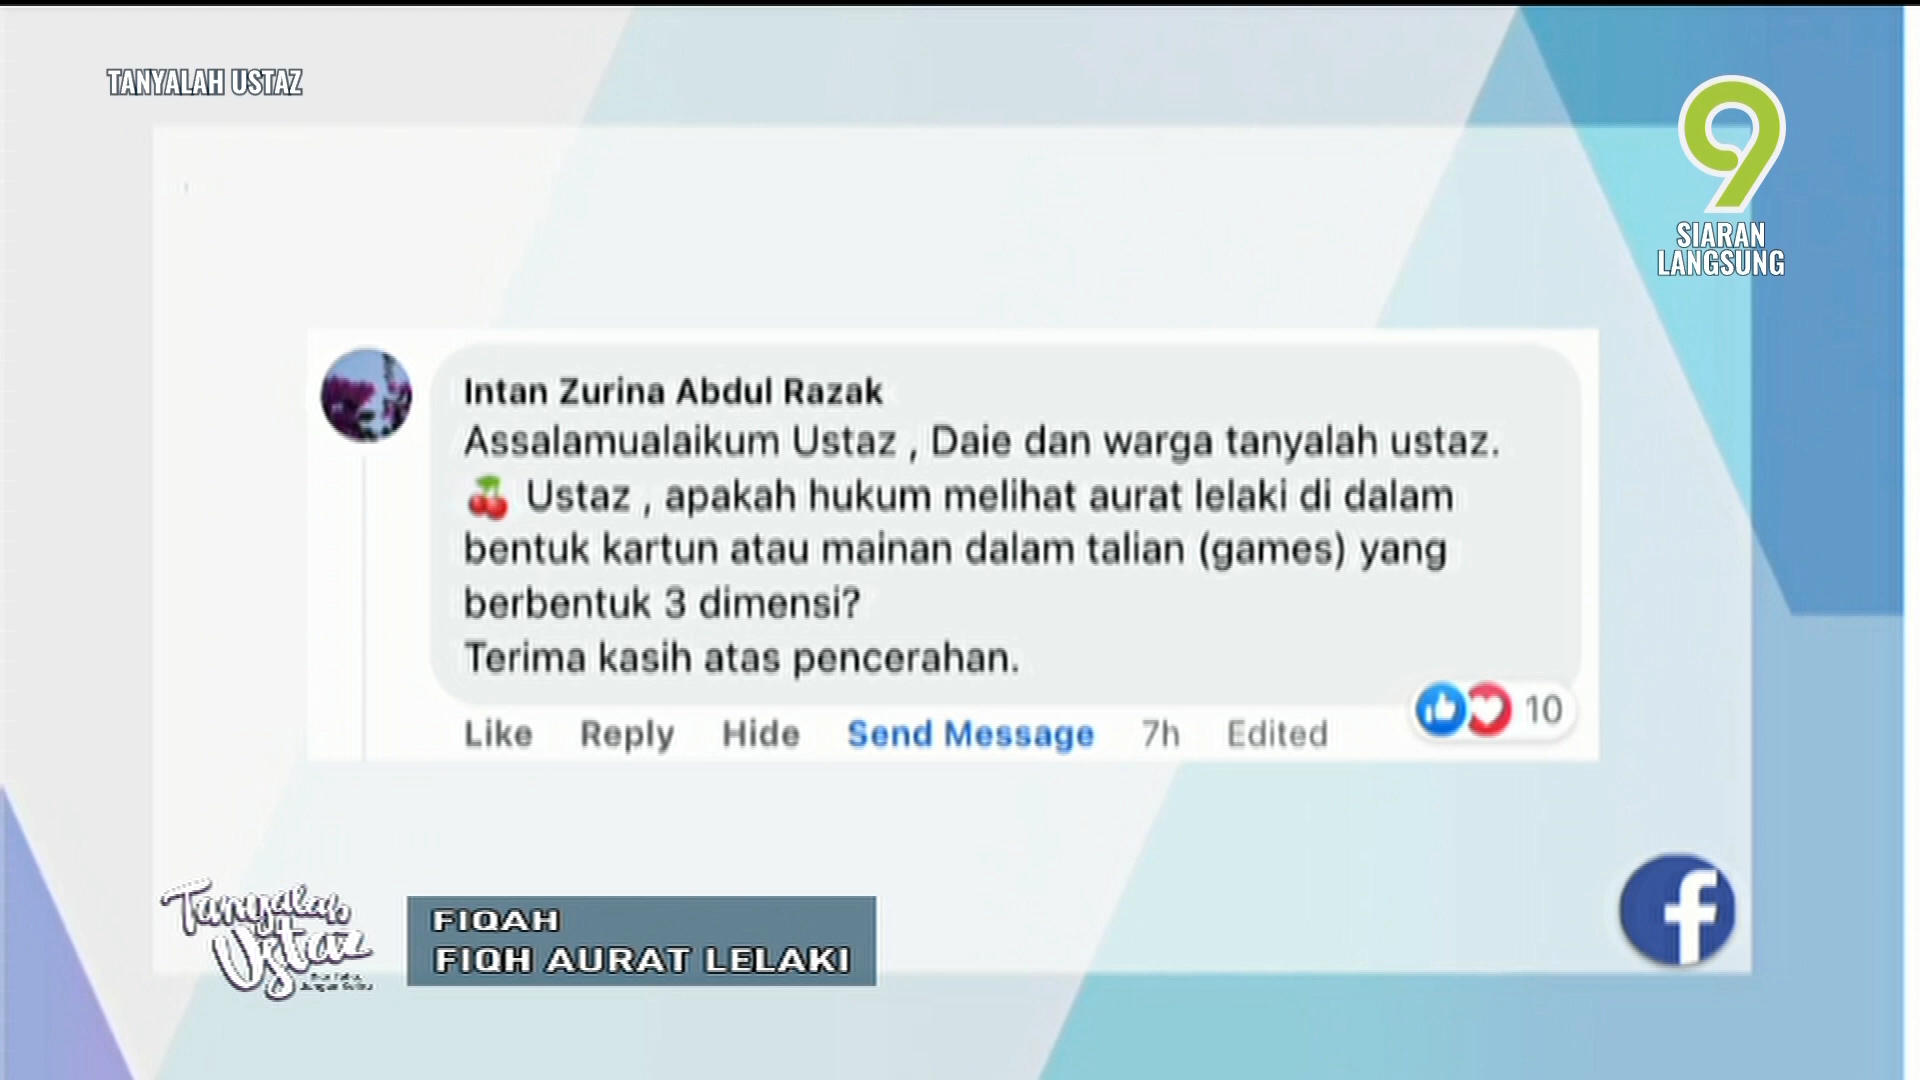 TANYALAH USTAZ
9
SIARAN
LANGSUNG
Intan Zurina Abdul Razak
Assalamualaikum Ustaz , Daie dan warga tanyalah ustaz.
🍒 Ustaz , apakah hukum melihat aurat lelaki di dalam
bentuk kartun atau mainan dalam talian (games) yang
berbentuk 3 dimensi?
Terima kasih atas pencerahan.
Like Reply Hide Send Message 7h Edited 10
Tanyalah
Ustaz
FIQAH
FIQH AURAT LELAKI
f